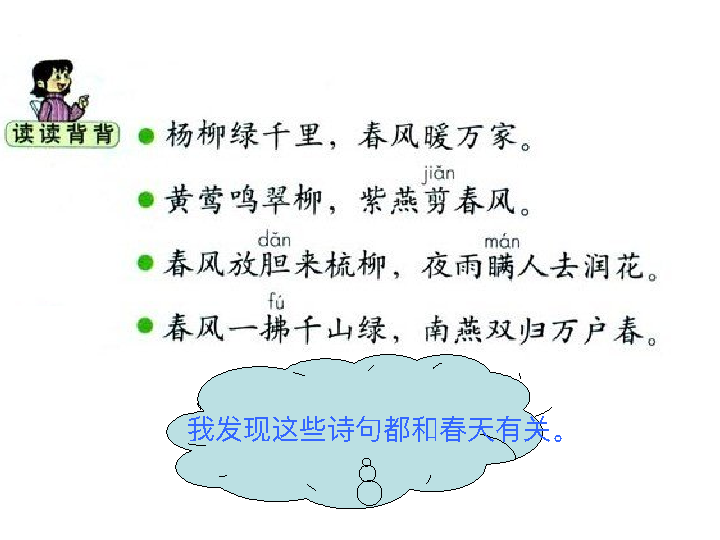 读读背背
杨柳绿千里，春风暖万家。
jiǎn
黄莺鸣翠柳，紫燕剪春风。
dǎn mán
春风放胆来梳柳，夜雨瞒人去润花。
fú
春风一拂千山绿，南燕双归万户春。
我发现这些诗句都和春天有关。